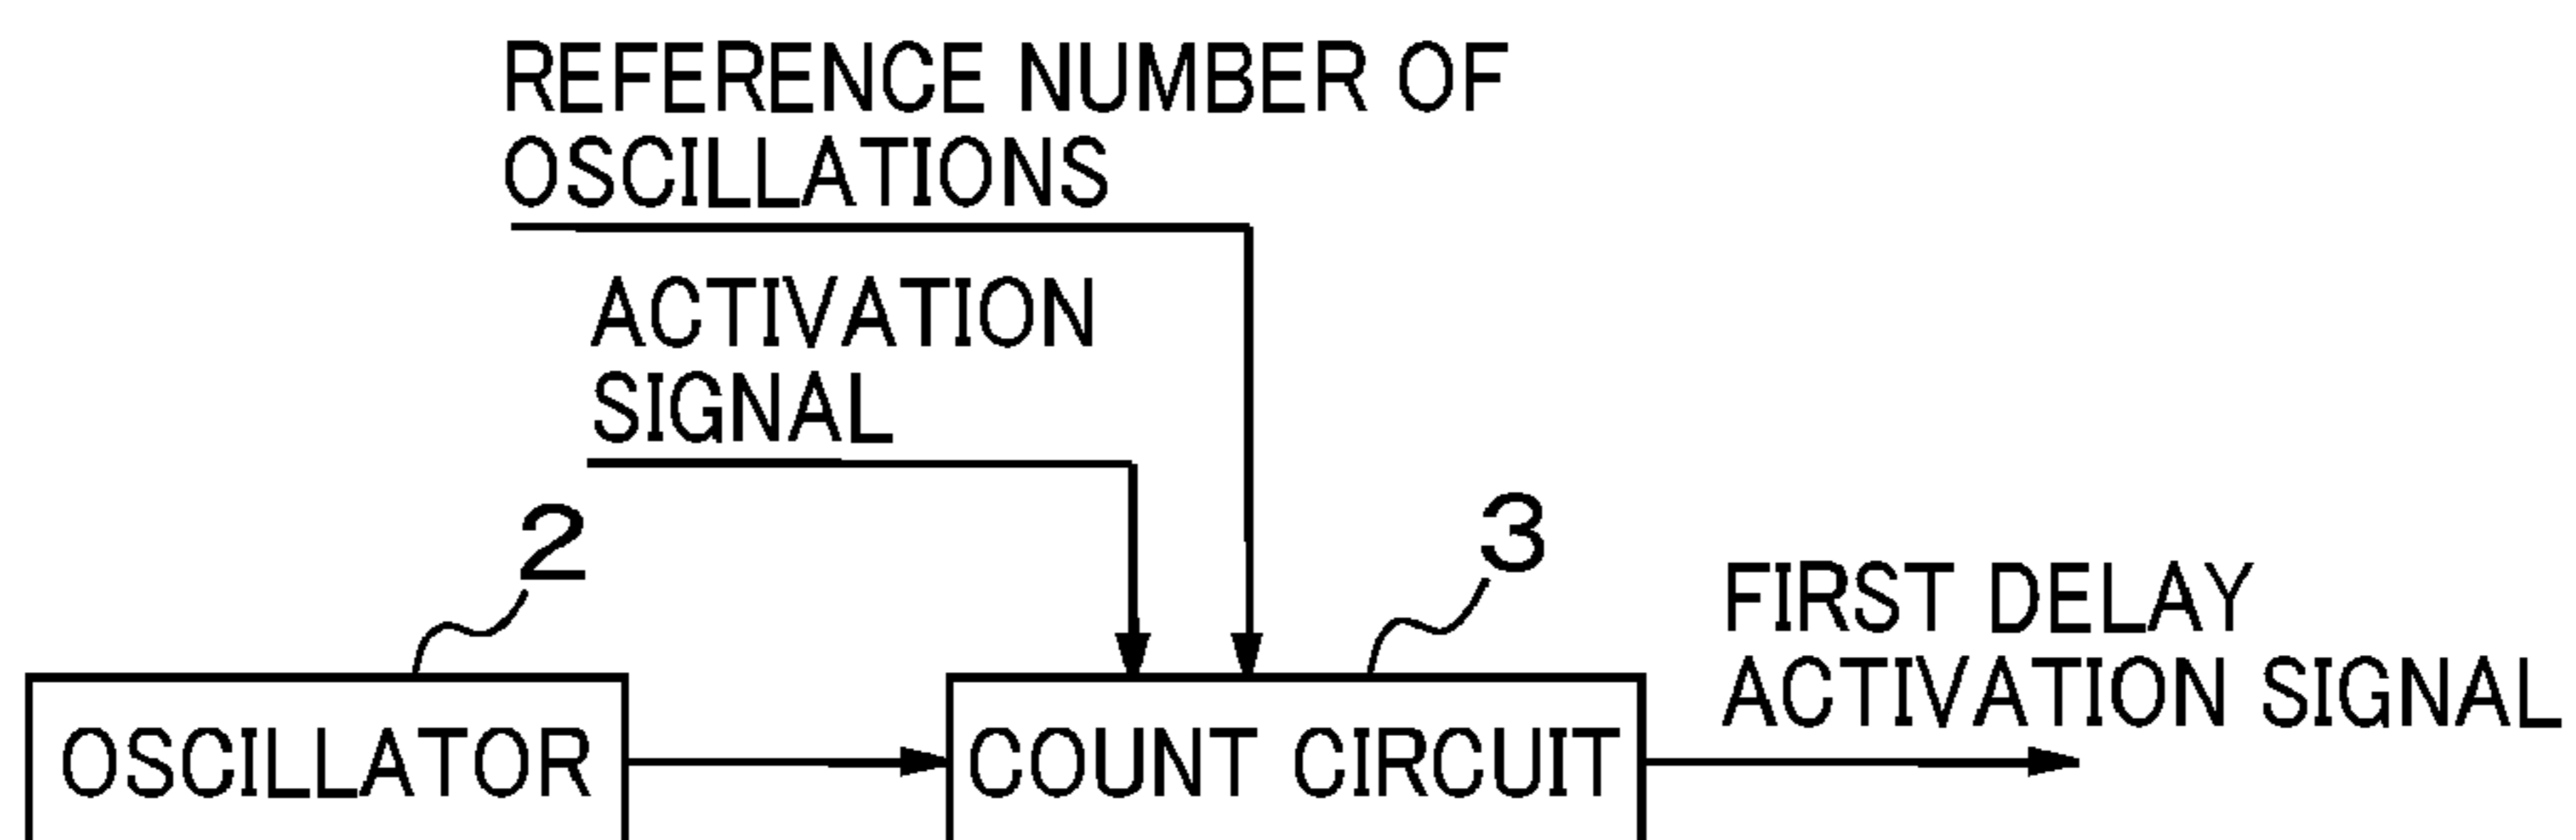 REFERENCE NUMBER OF
OSCILLATIONS
ACTIVATION
SIGNAL
2
3
FIRST DELAY
ACTIVATION SIGNAL
OSCILLATOR
COUNT CIRCUIT